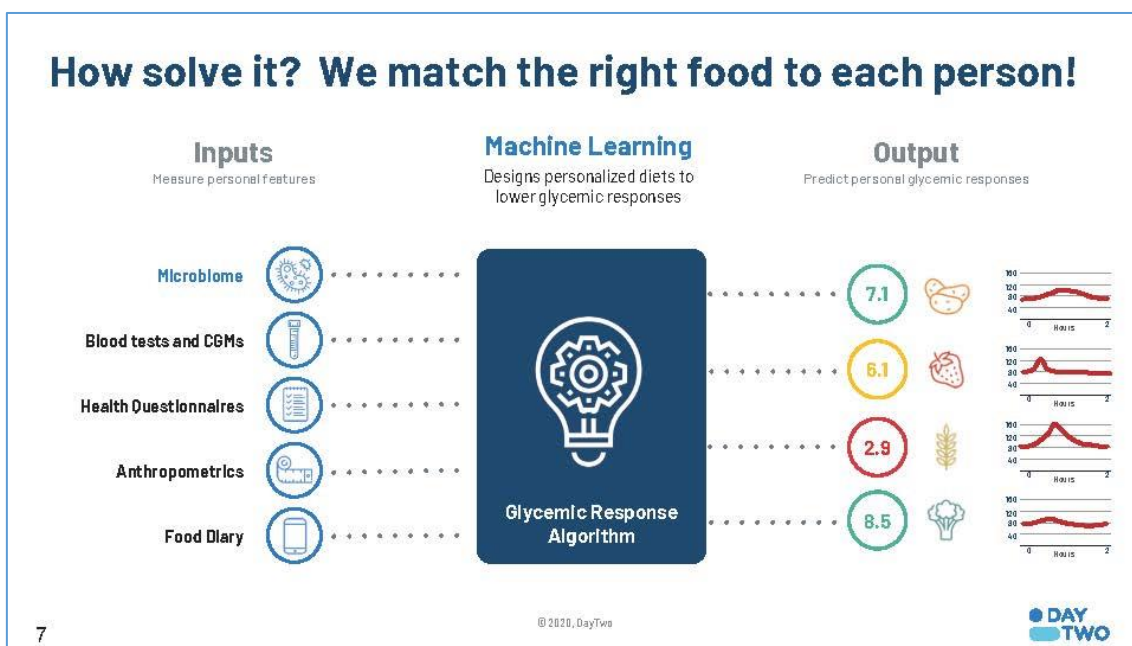 How solve it? We match the right food to each person!
Inputs
Measure personal features
Machine Learning
Designs personalized diets to
lower glycemic responses
Output
Predict personal glycemic responses
Microbiome
Blood tests and CGMs
Health Questionnaires
Anthropometrics
Food Diary
Glycemic Response
Algorithm
7.1
160
120
80
40
0 Hours 2
6.1
160
120
80
40
0 Hours 2
2.9
160
120
80
40
0 Hours 2
8.5
160
120
80
40
0 Hours 2
7
© 2020, DayTwo
DAY
TWO